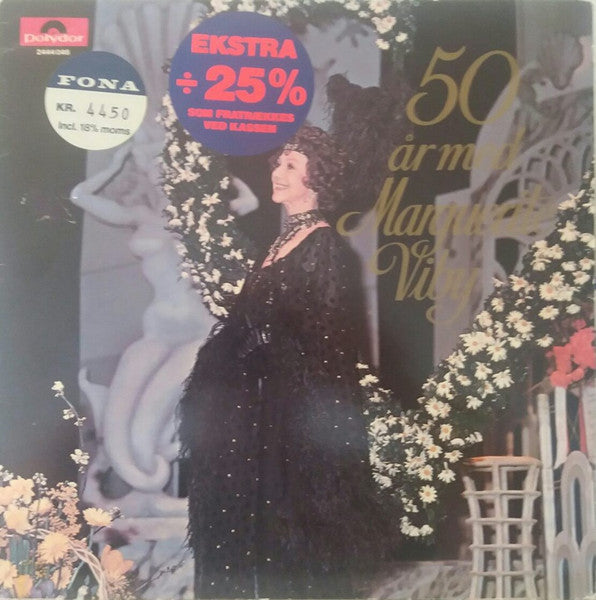 polydor
2444 046
FONA
KR. 4450
incl. 18% moms
EKSTRA
÷ 25%
SOM FRATRÆKKES
VED KASSEN
50
år med
Marguerite
Viby